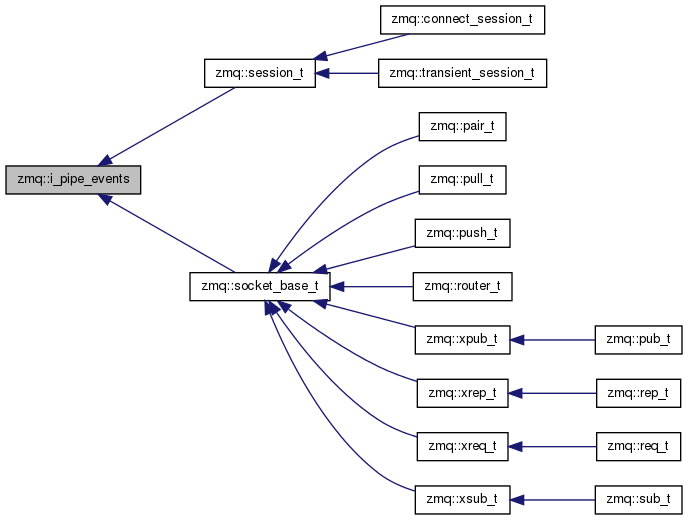 zmq::connect_session_t
zmq::session_t
zmq::transient_session_t
zmq::pair_t
zmq::i_pipe_events
zmq::pull_t
zmq::push_t
zmq::socket_base_t
zmq::router_t
zmq::xpub_t
zmq::pub_t
zmq::xrep_t
zmq::rep_t
zmq::xreq_t
zmq::req_t
zmq::xsub_t
zmq::sub_t